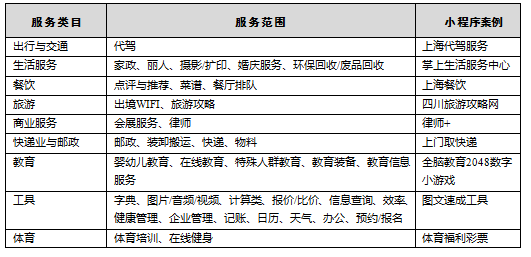 服务类目 服务范围 小程序案例
出行与交通 代驾 上海代驾服务
生活服务 家政、丽人、摄影/扩印、婚庆服务、环保回收/废品回收 掌上生活服务中心
餐饮 点评与推荐、菜谱、餐厅排队 上海餐饮
旅游 出境WIFI、旅游攻略 四川旅游攻略网
商业服务 会展服务、律师 律师+
快递业与邮政 邮政、装卸搬运、快递、物料 上门取快递
教育 婴幼儿教育、在线教育、特殊人群教育、教育装备、教育信息 全脑教育2048数字
服务 小游戏
工具 字典、图片/音频/视频、计算类、报价/比价、信息查询、效率、 图文速成工具
健康管理、企业管理、记账、日历、天气、办公、预约/报名
体育 体育培训、在线健身 体育福利彩票